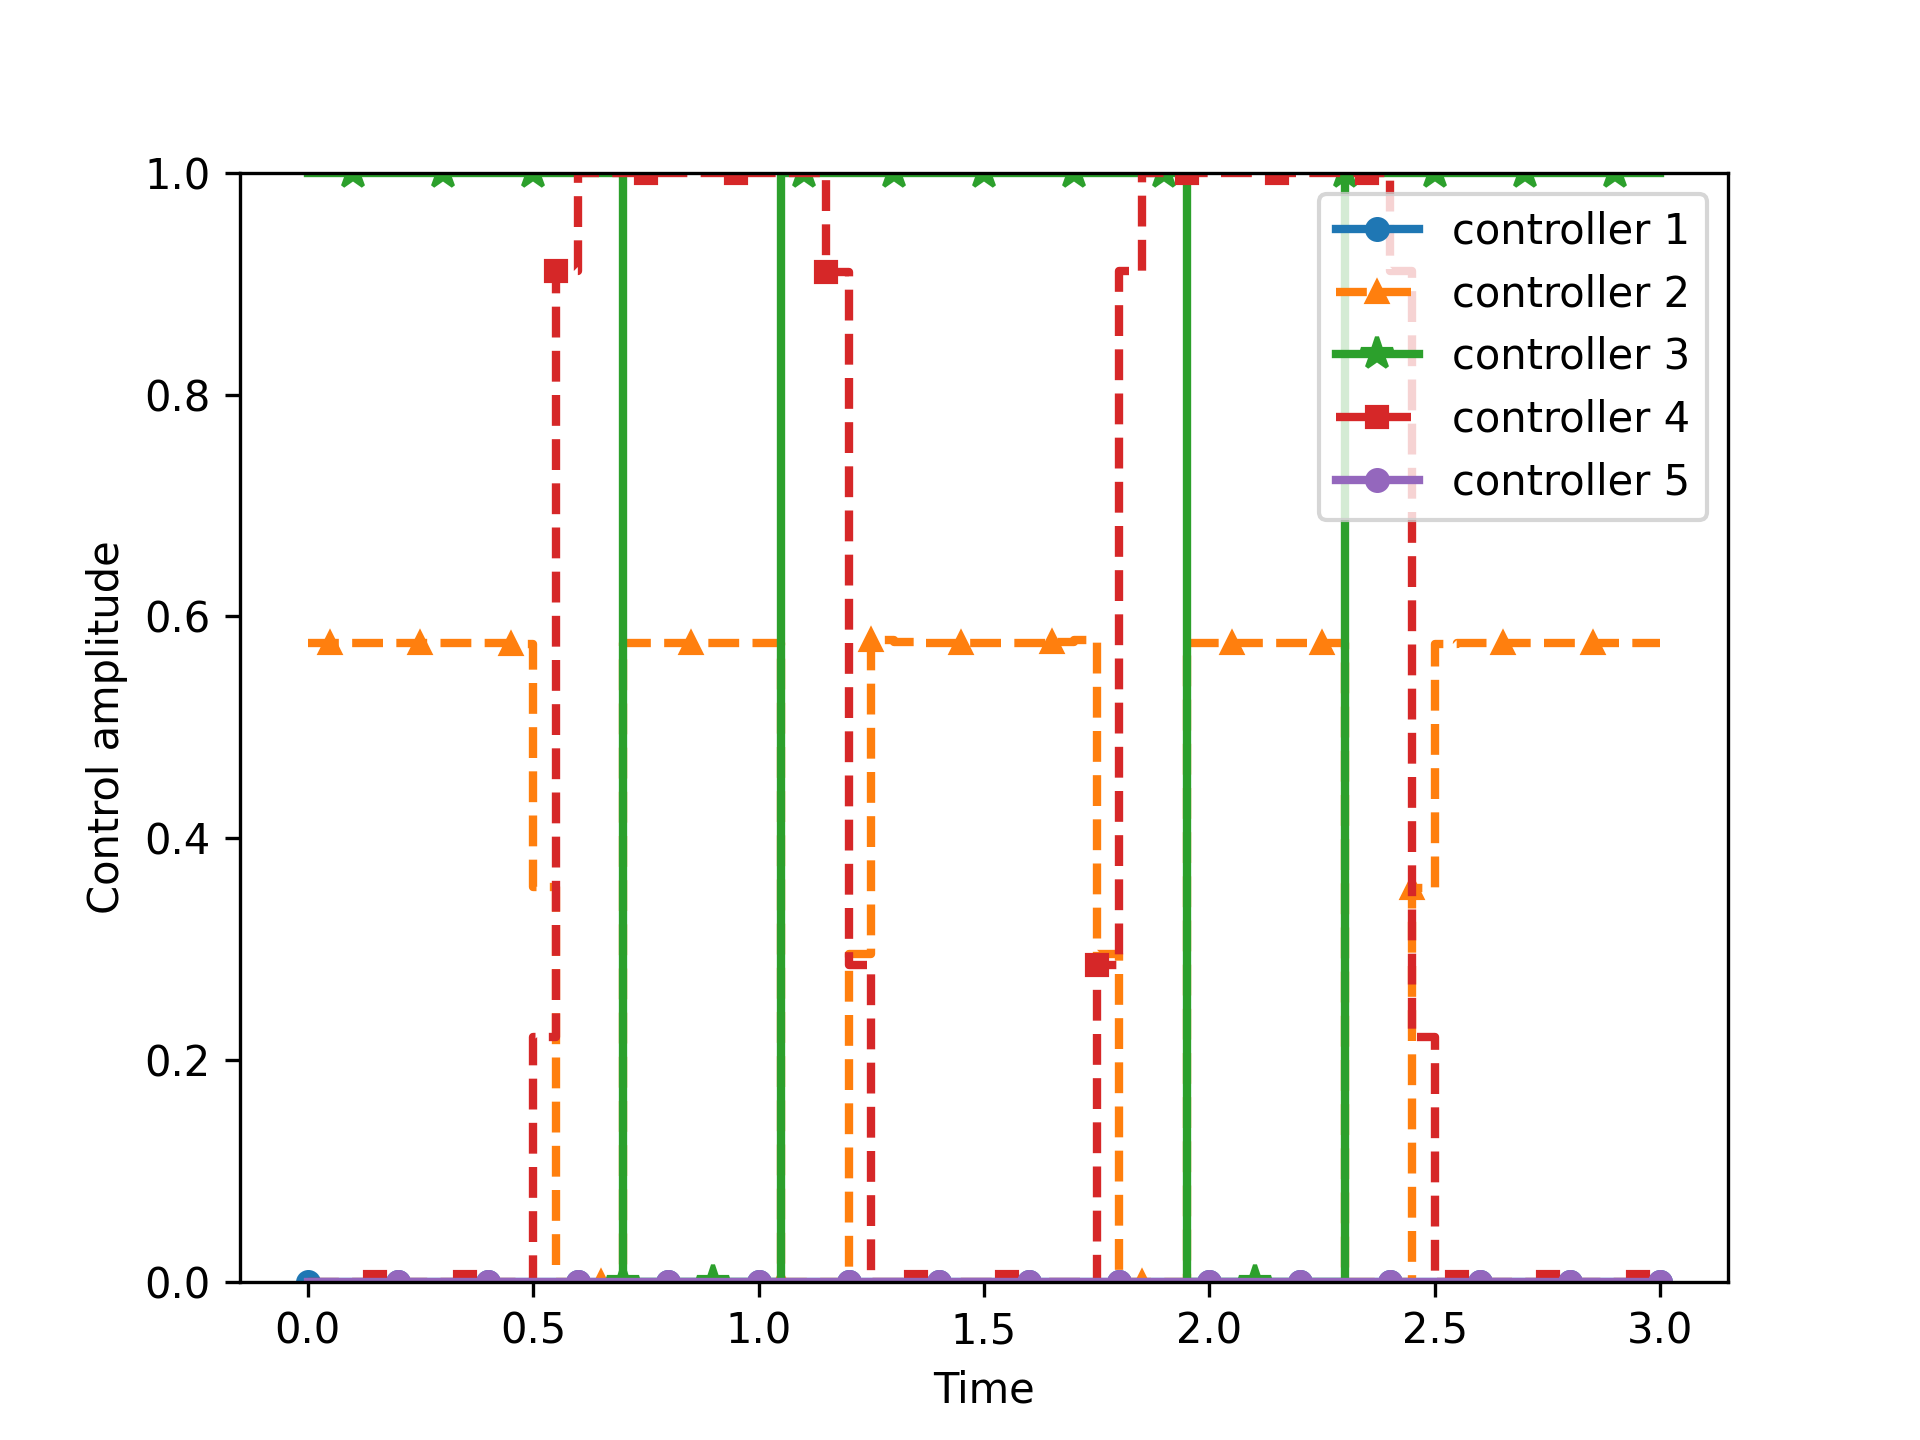 1.0
0.8
0.6
0.4
0.2
0.0
Control amplitude
controller 1
controller 2
controller 3
controller 4
controller 5
0.0 0.5 1.0 1.5 2.0 2.5 3.0
Time